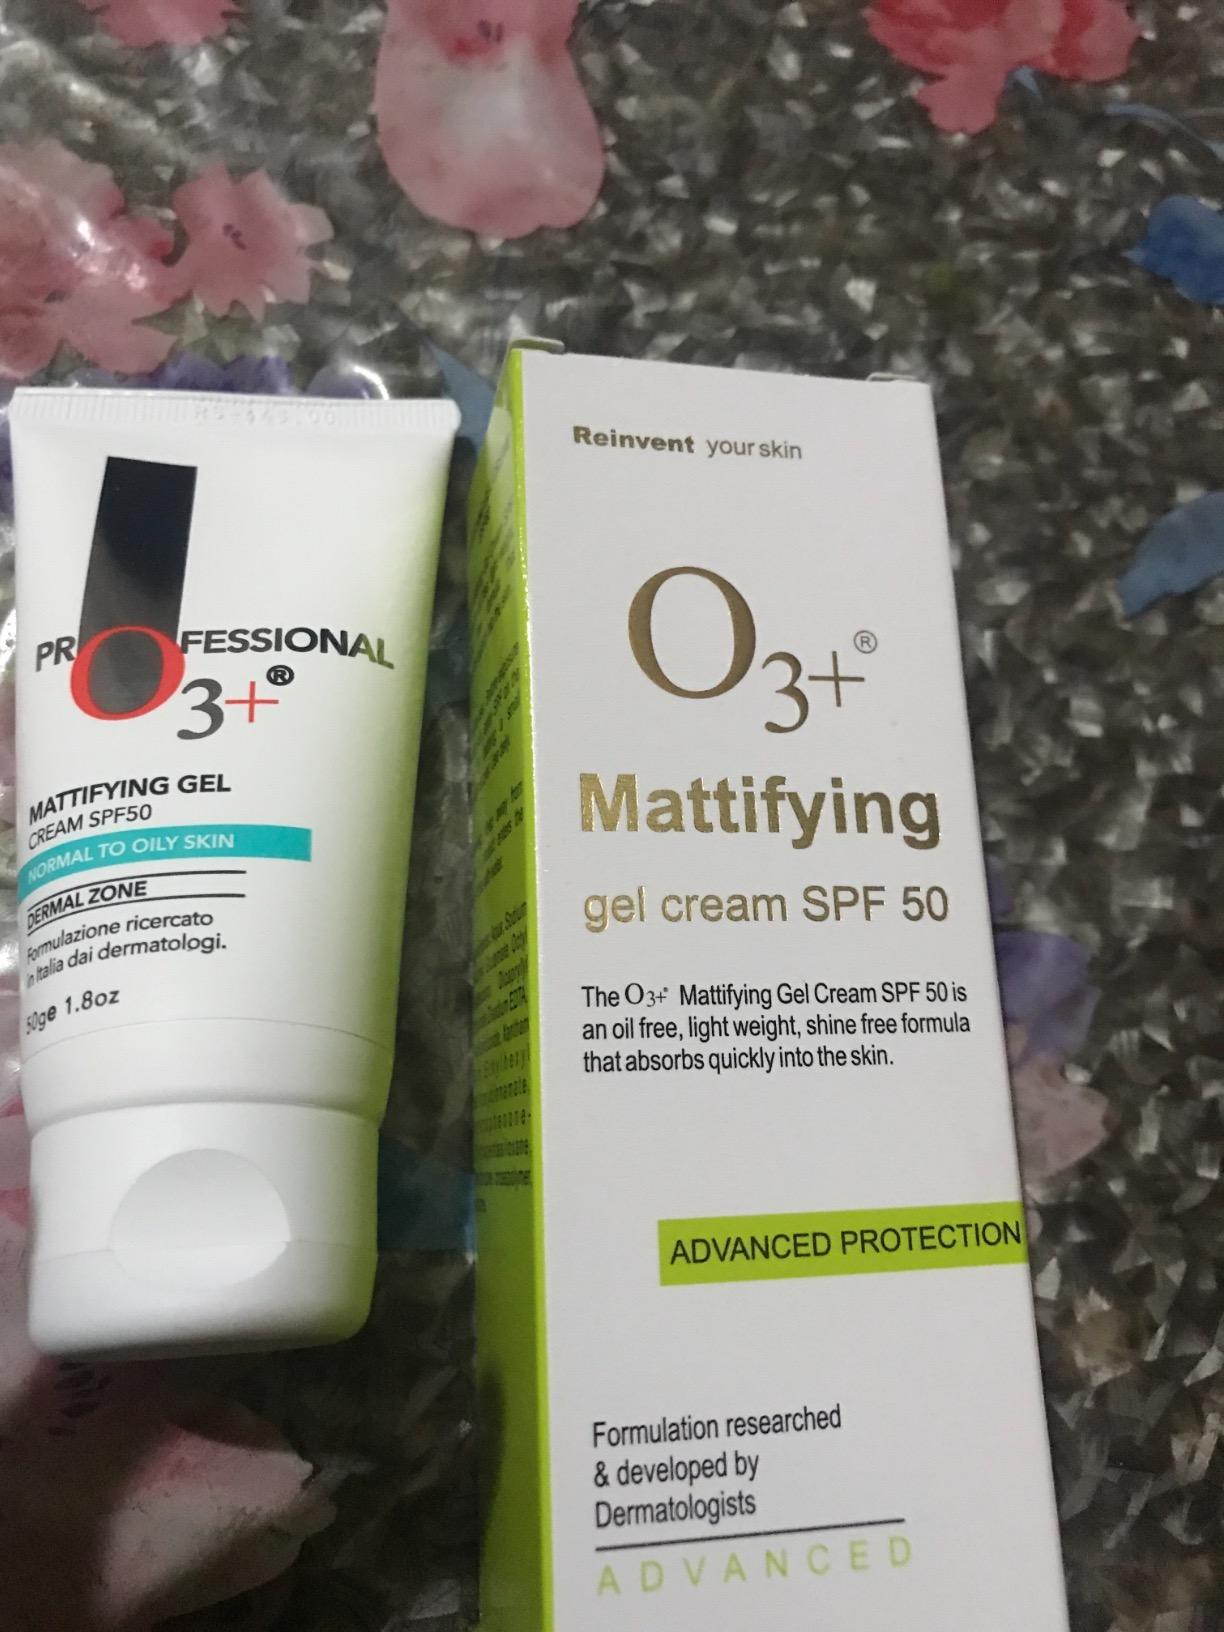 PROFESSIONAL
O3+®
MATTIFYING GEL
CREAM SPF50
NORMAL TO OILY SKIN
DERMAL ZONE
Formulazione ricercato
in Italia dai dermatologi.
50ge 1.8oz
Reinvent your skin
O3+®
Mattifying
gel cream SPF 50
The O3+® Mattifying Gel Cream SPF 50 is
an oil free, light weight, shine free formula
that absorbs quickly into the skin.
ADVANCED PROTECTION
Formulation researched
& developed by
Dermatologists
ADVANCED